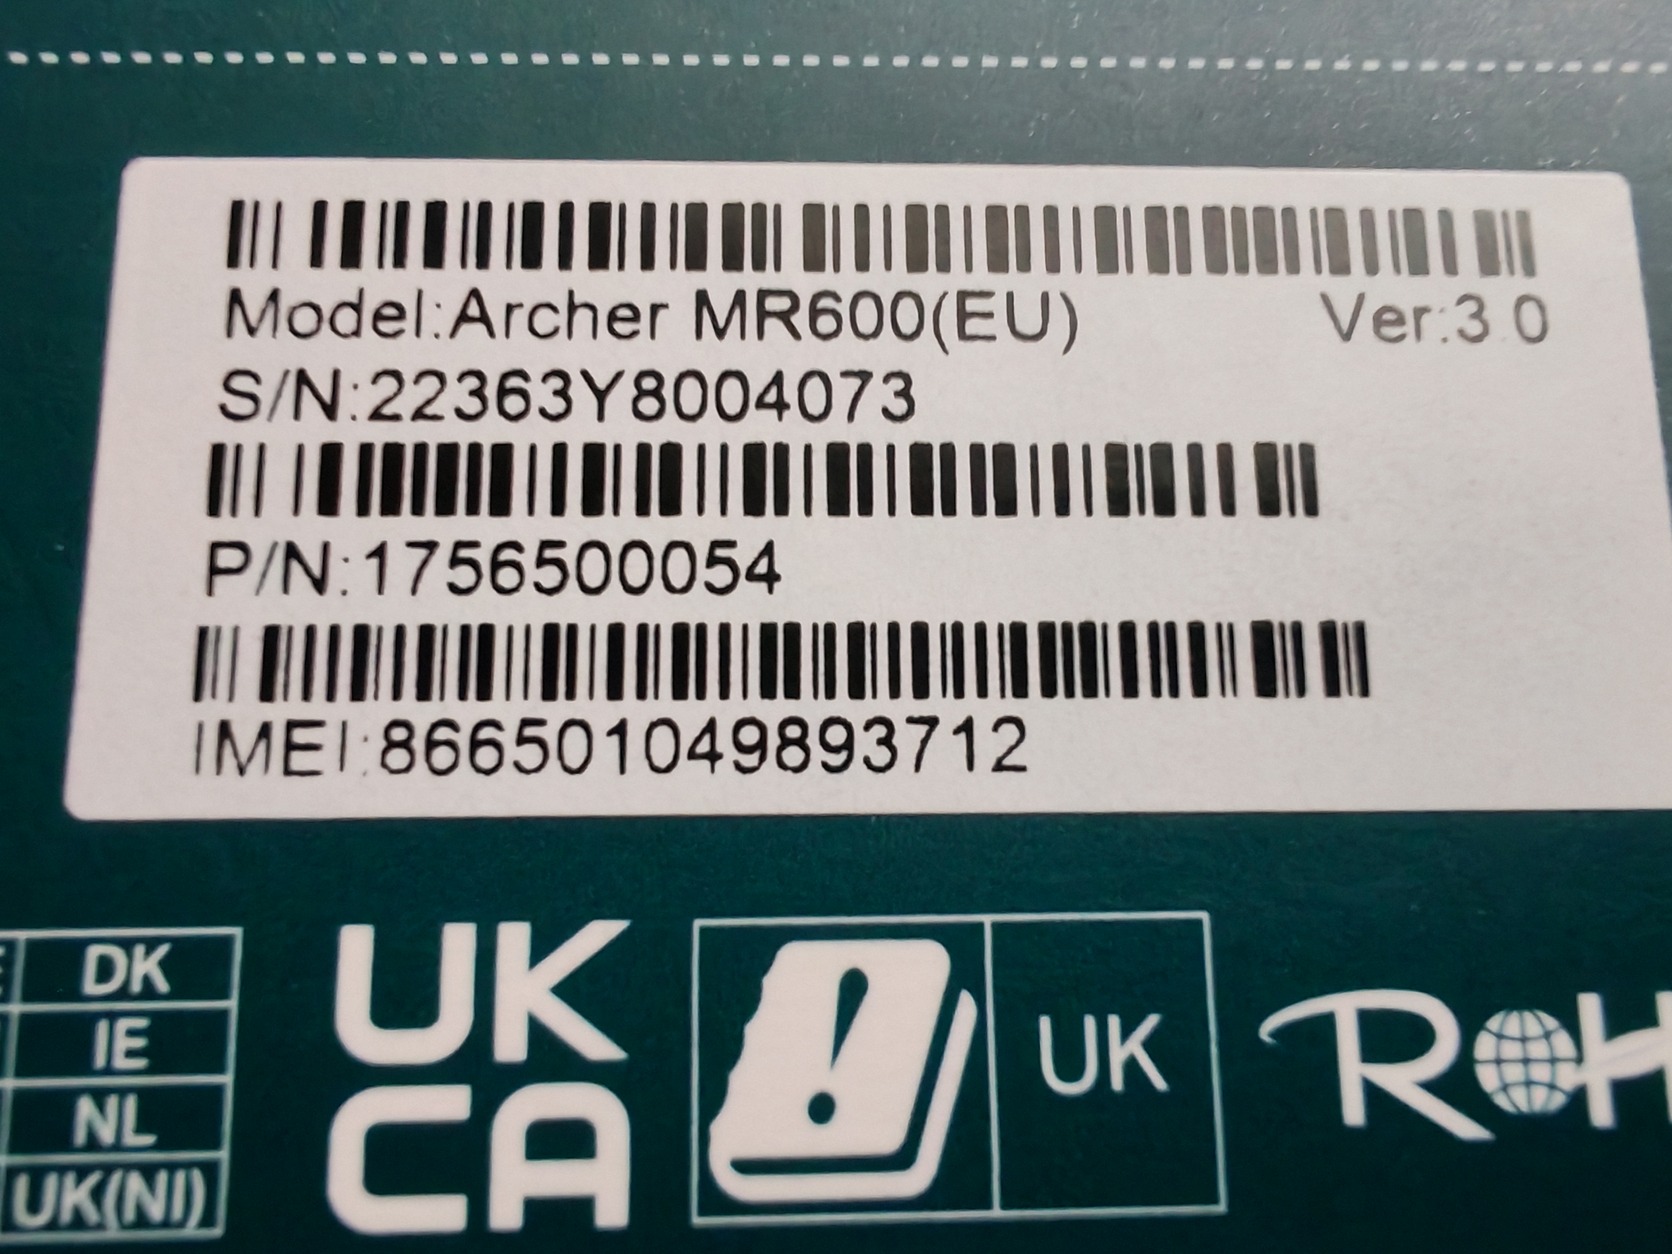 Model:Archer MR600(EU) Ver:3.0
S/N:22363Y8004073
P/N:1756500054
IMEI:866501049893712
DK
IE
NL
UK(NI)
UK
CA
UK
RoH